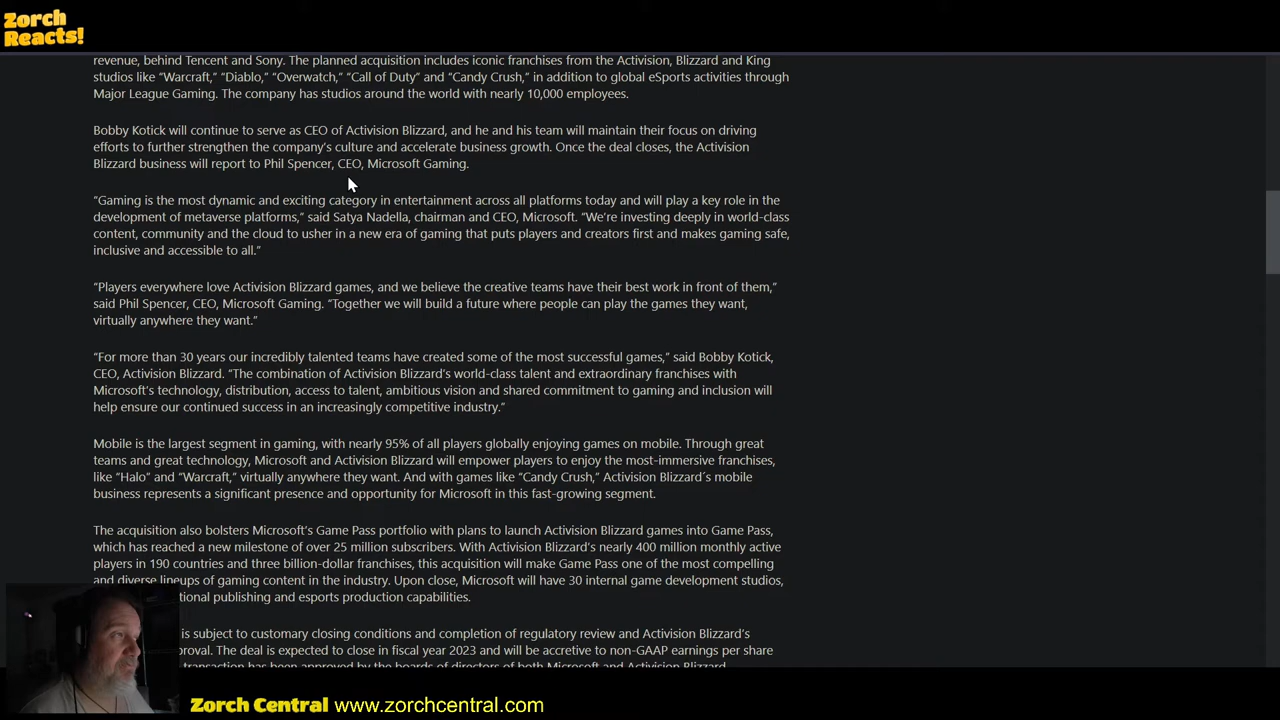 Zorch
Reacts!
revenue, behind Tencent and Sony. The planned acquisition includes iconic franchises from the Activision, Blizzard and King
studios like “Warcraft,” “Diablo,” “Overwatch,” “Call of Duty” and “Candy Crush,” in addition to global eSports activities through
Major League Gaming. The company has studios around the world with nearly 10,000 employees.
Bobby Kotick will continue to serve as CEO of Activision Blizzard, and he and his team will maintain their focus on driving
efforts to further strengthen the company’s culture and accelerate business growth. Once the deal closes, the Activision
Blizzard business will report to Phil Spencer, CEO, Microsoft Gaming.
“Gaming is the most dynamic and exciting category in entertainment across all platforms today and will play a key role in the
development of metaverse platforms,” said Satya Nadella, chairman and CEO, Microsoft. “We’re investing deeply in world-class
content, community and the cloud to usher in a new era of gaming that puts players and creators first and makes gaming safe,
inclusive and accessible to all.”
“Players everywhere love Activision Blizzard games, and we believe the creative teams have their best work in front of them,”
said Phil Spencer, CEO, Microsoft Gaming. “Together we will build a future where people can play the games they want,
virtually anywhere they want.”
“For more than 30 years our incredibly talented teams have created some of the most successful games,” said Bobby Kotick,
CEO, Activision Blizzard. “The combination of Activision Blizzard’s world-class talent and extraordinary franchises with
Microsoft’s technology, distribution, access to talent, ambitious vision and shared commitment to gaming and inclusion will
help ensure our continued success in an increasingly competitive industry.”
Mobile is the largest segment in gaming, with nearly 95% of all players globally enjoying games on mobile. Through great
teams and great technology, Microsoft and Activision Blizzard will empower players to enjoy the most-immersive franchises,
like “Halo” and “Warcraft,” virtually anywhere they want. And with games like “Candy Crush,” Activision Blizzard´s mobile
business represents a significant presence and opportunity for Microsoft in this fast-growing segment.
The acquisition also bolsters Microsoft’s Game Pass portfolio with plans to launch Activision Blizzard games into Game Pass,
which has reached a new milestone of over 25 million subscribers. With Activision Blizzard’s nearly 400 million monthly active
players in 190 countries and three billion-dollar franchises, this acquisition will make Game Pass one of the most compelling
and diverse lineups of gaming content in the industry. Upon close, Microsoft will have 30 internal game development studios,
tional publishing and esports production capabilities.
is subject to customary closing conditions and completion of regulatory review and Activision Blizzard’s
proval. The deal is expected to close in fiscal year 2023 and will be accretive to non-GAAP earnings per share
transaction has been approved by the boards of directors of both Microsoft and Activision Blizzard.
Zorch Central www.zorchcentral.com